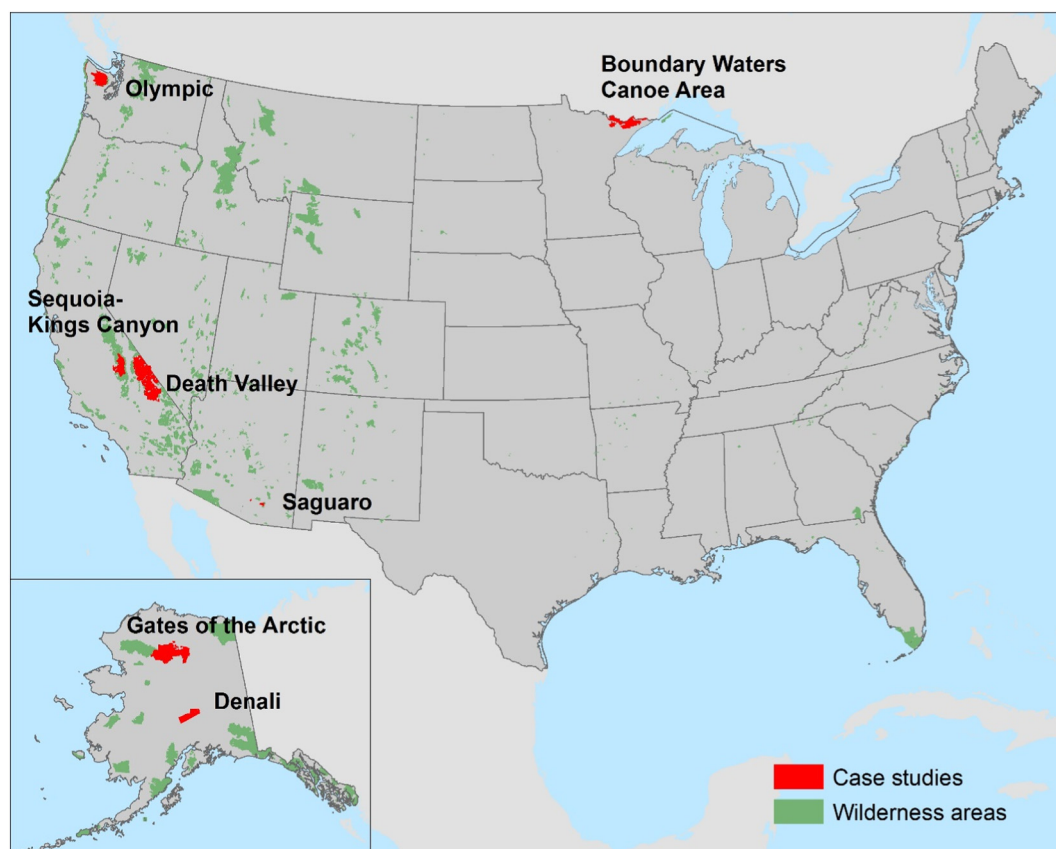 Olympic
Boundary Waters
Canoe Area
Sequoia-
Kings Canyon
Death Valley
Saguaro
Gates of the Arctic
Denali
Case studies
Wilderness areas